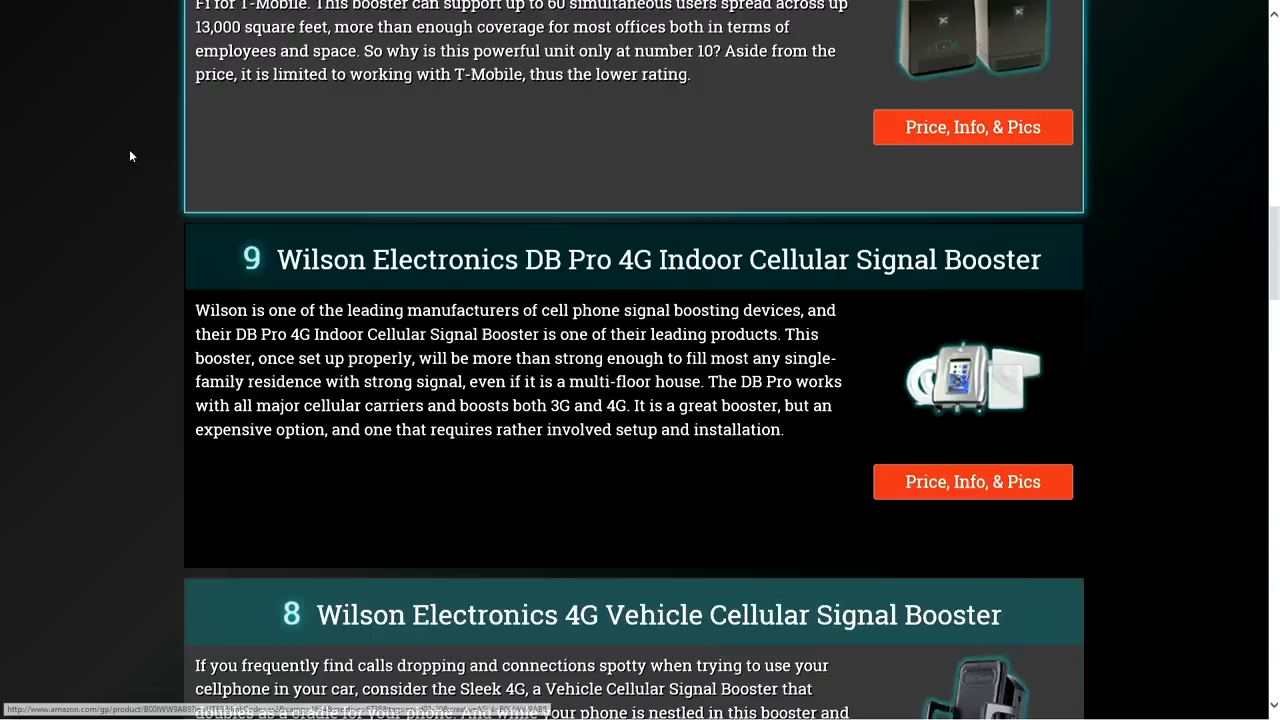 Fi for T-Mobile. This booster can support up to 60 simultaneous users spread across up
13,000 square feet, more than enough coverage for most offices both in terms of
employees and space. So why is this powerful unit only at number 10? Aside from the
price, it is limited to working with T-Mobile, thus the lower rating.
Price, Info, & Pics
9 Wilson Electronics DB Pro 4G Indoor Cellular Signal Booster
Wilson is one of the leading manufacturers of cell phone signal boosting devices, and
their DB Pro 4G Indoor Cellular Signal Booster is one of their leading products. This
booster, once set up properly, will be more than strong enough to fill most any single-
family residence with strong signal, even if it is a multi-floor house. The DB Pro works
with all major cellular carriers and boosts both 3G and 4G. It is a great booster, but an
expensive option, and one that requires rather involved setup and installation.
Price, Info, & Pics
8 Wilson Electronics 4G Vehicle Cellular Signal Booster
If you frequently find calls dropping and connections spotty when trying to use your
cellphone in your car, consider the Sleek 4G, a Vehicle Cellular Signal Booster that
doubles as a cradle for your phone. And while your phone is nestled in this booster and